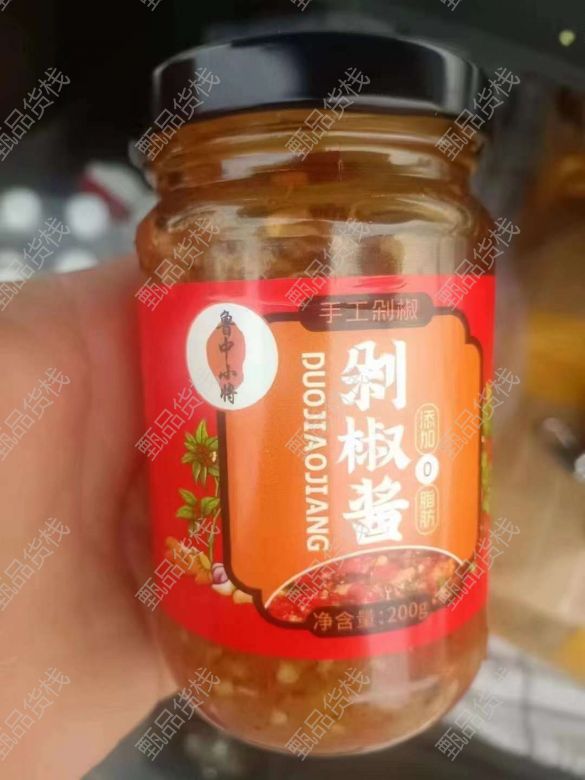 手工剁椒
鲁中小将
剁椒酱
DUOJIAOJIANG
添加
0
脂肪
净含量:200g
甄品货栈